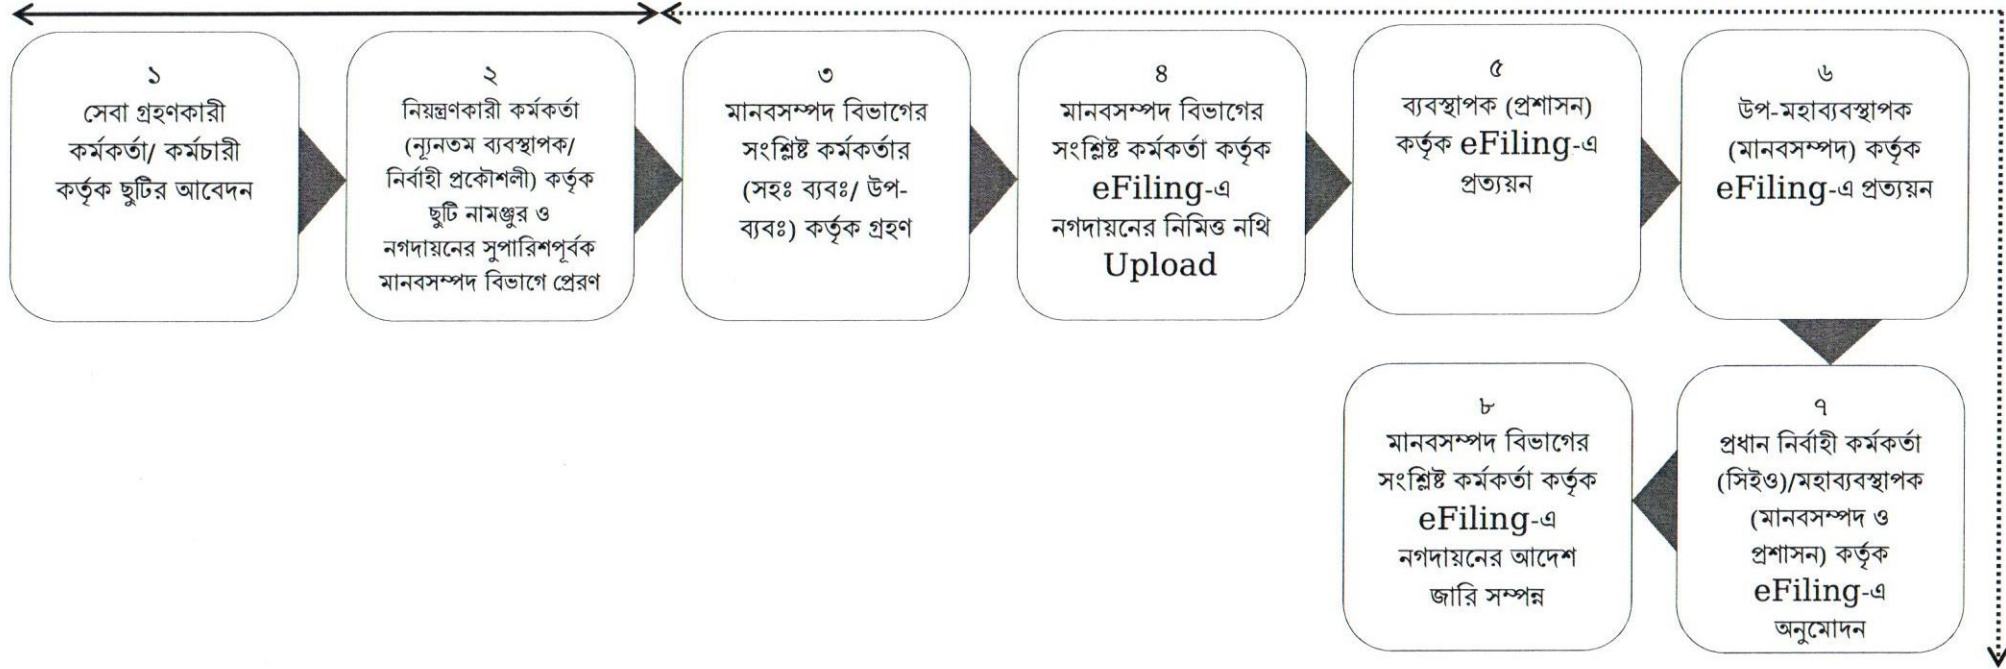 ১
সেবা গ্রহণকারী
কর্মকর্তা/ কর্মচারী
কর্তৃক ছুটির আবেদন
২
নিয়ন্ত্রণকারী কর্মকর্তা
(ন্যূনতম ব্যবস্থাপক/
নির্বাহী প্রকৌশলী) কর্তৃক
ছুটি নামঞ্জুর ও
নগদায়নের সুপারিশপূর্বক
মানবসম্পদ বিভাগে প্রেরণ
৩
মানবসম্পদ বিভাগের
সংশ্লিষ্ট কর্মকর্তার
(সহঃ ব্যবঃ/ উপ-
ব্যবঃ) কর্তৃক গ্রহণ
৪
মানবসম্পদ বিভাগের
সংশ্লিষ্ট কর্মকর্তা কর্তৃক
eFiling-এ
নগদায়নের নিমিত্ত নথি
Upload
৫
ব্যবস্থাপক (প্রশাসন)
কর্তৃক eFiling-এ
প্রত্যয়ন
৬
উপ-মহাব্যবস্থাপক
(মানবসম্পদ) কর্তৃক
eFiling-এ প্রত্যয়ন
৭
প্রধান নির্বাহী কর্মকর্তা
(সিইও)/মহাব্যবস্থাপক
(মানবসম্পদ ও
প্রশাসন) কর্তৃক
eFiling-এ
অনুমোদন
৮
মানবসম্পদ বিভাগের
সংশ্লিষ্ট কর্মকর্তা কর্তৃক
eFiling-এ
নগদায়নের আদেশ
জারি সম্পন্ন